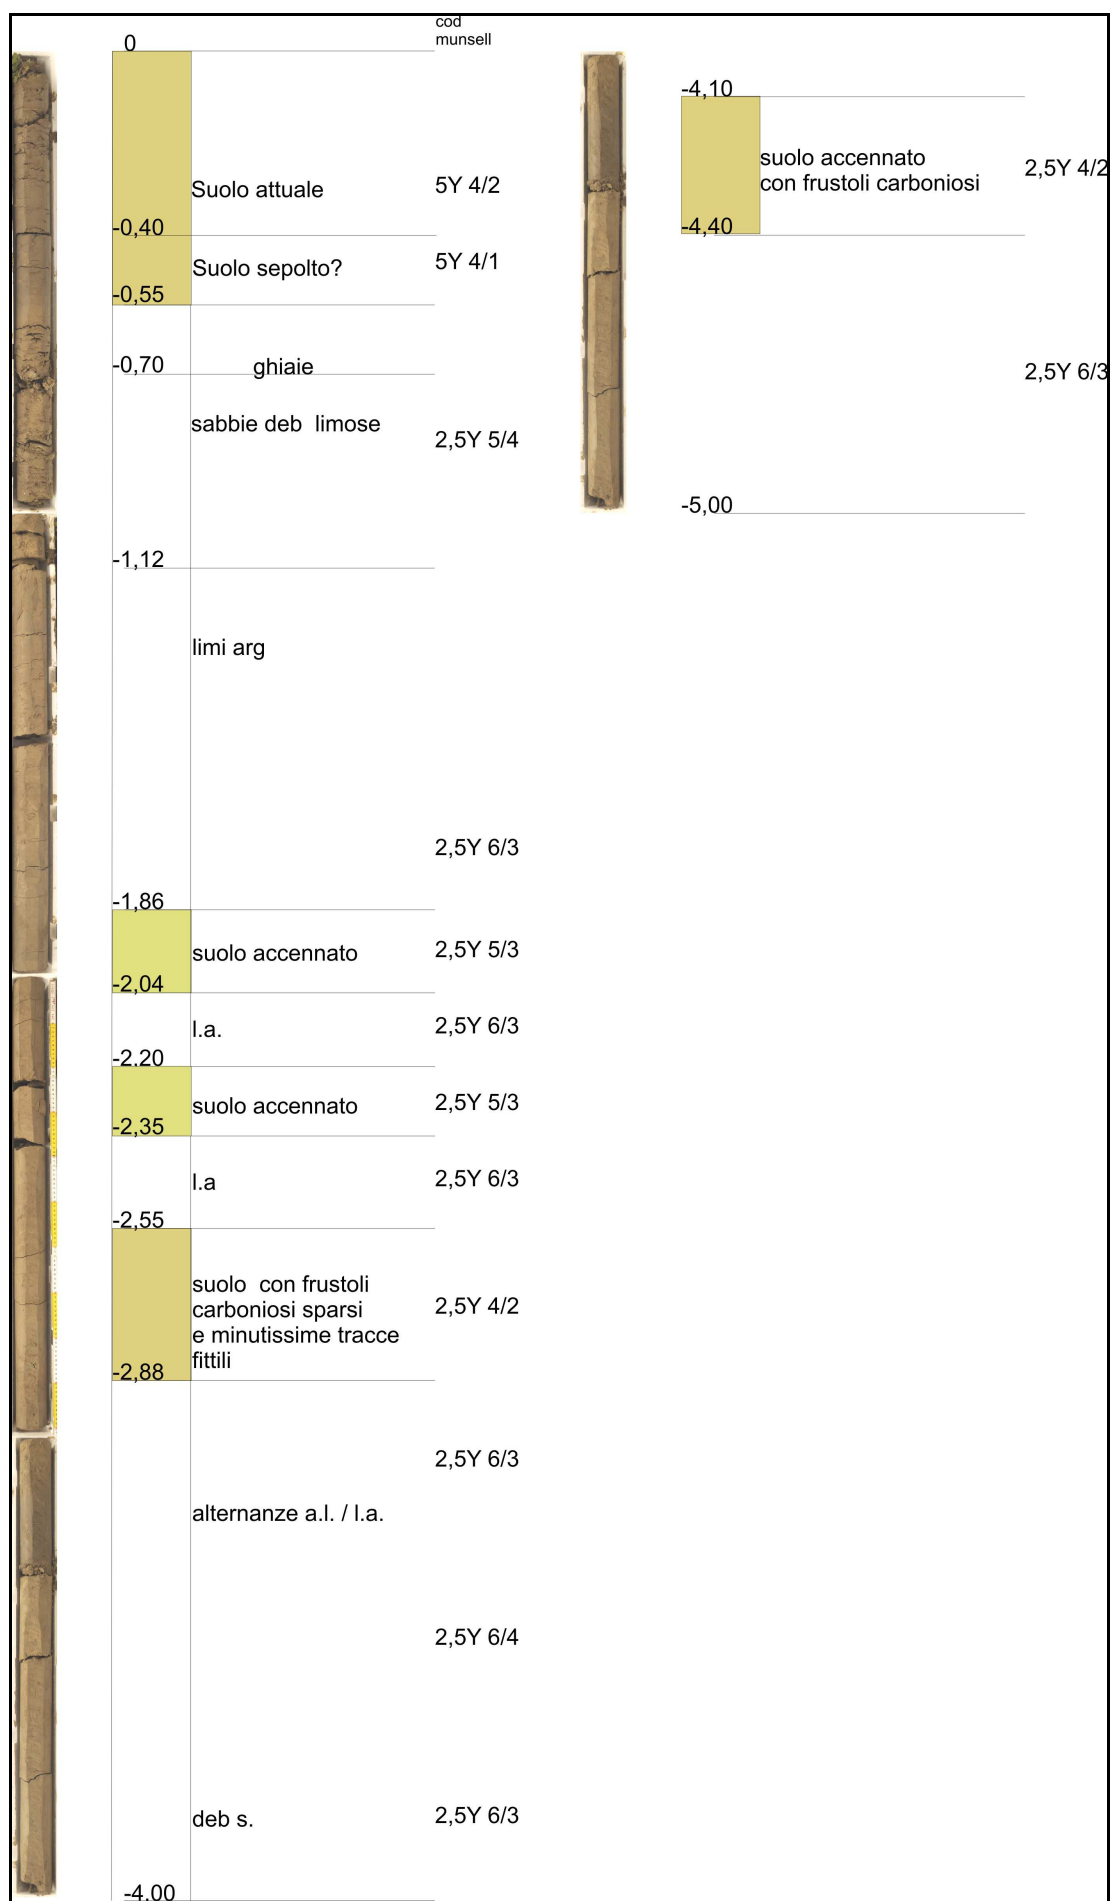 cod
munsell
0
Suolo attuale 5Y 4/2
-0,40
Suolo sepolto? 5Y 4/1
-0,55
-0,70 ghiaie
sabbie deb  limose
2,5Y 5/4
-1,12
limi arg
2,5Y 6/3
-1,86
suolo accennato 2,5Y 5/3
-2,04
l.a. 2,5Y 6/3
-2,20
suolo accennato 2,5Y 5/3
-2,35
l.a 2,5Y 6/3
-2,55
suolo  con frustoli
carboniosi sparsi 2,5Y 4/2
e minutissime tracce
fittili
-2,88
2,5Y 6/3
alternanze a.l. / l.a.
2,5Y 6/4
deb s. 2,5Y 6/3
-4,00
-4,10
suolo accennato 2,5Y 4/2
con frustoli carboniosi
-4,40
2,5Y 6/3
-5,00